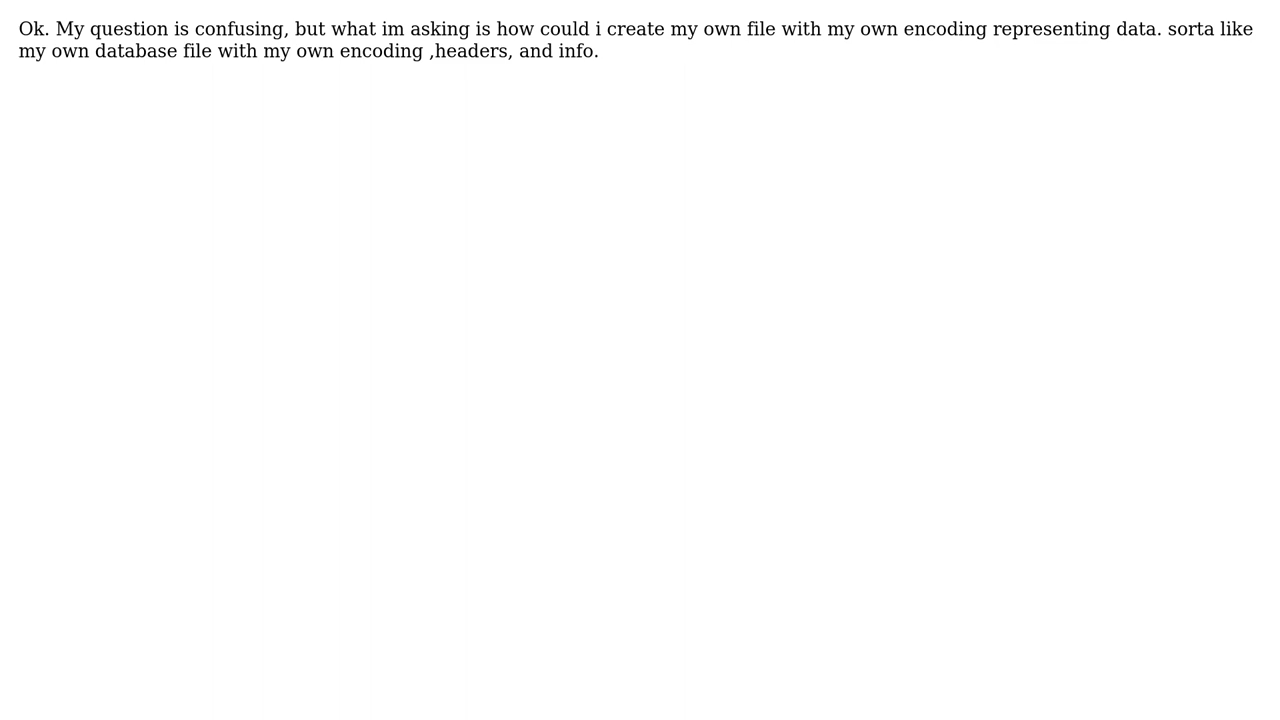 Ok. My question is confusing, but what im asking is how could i create my own file with my own encoding representing data. sorta like
my own database file with my own encoding ,headers, and info.